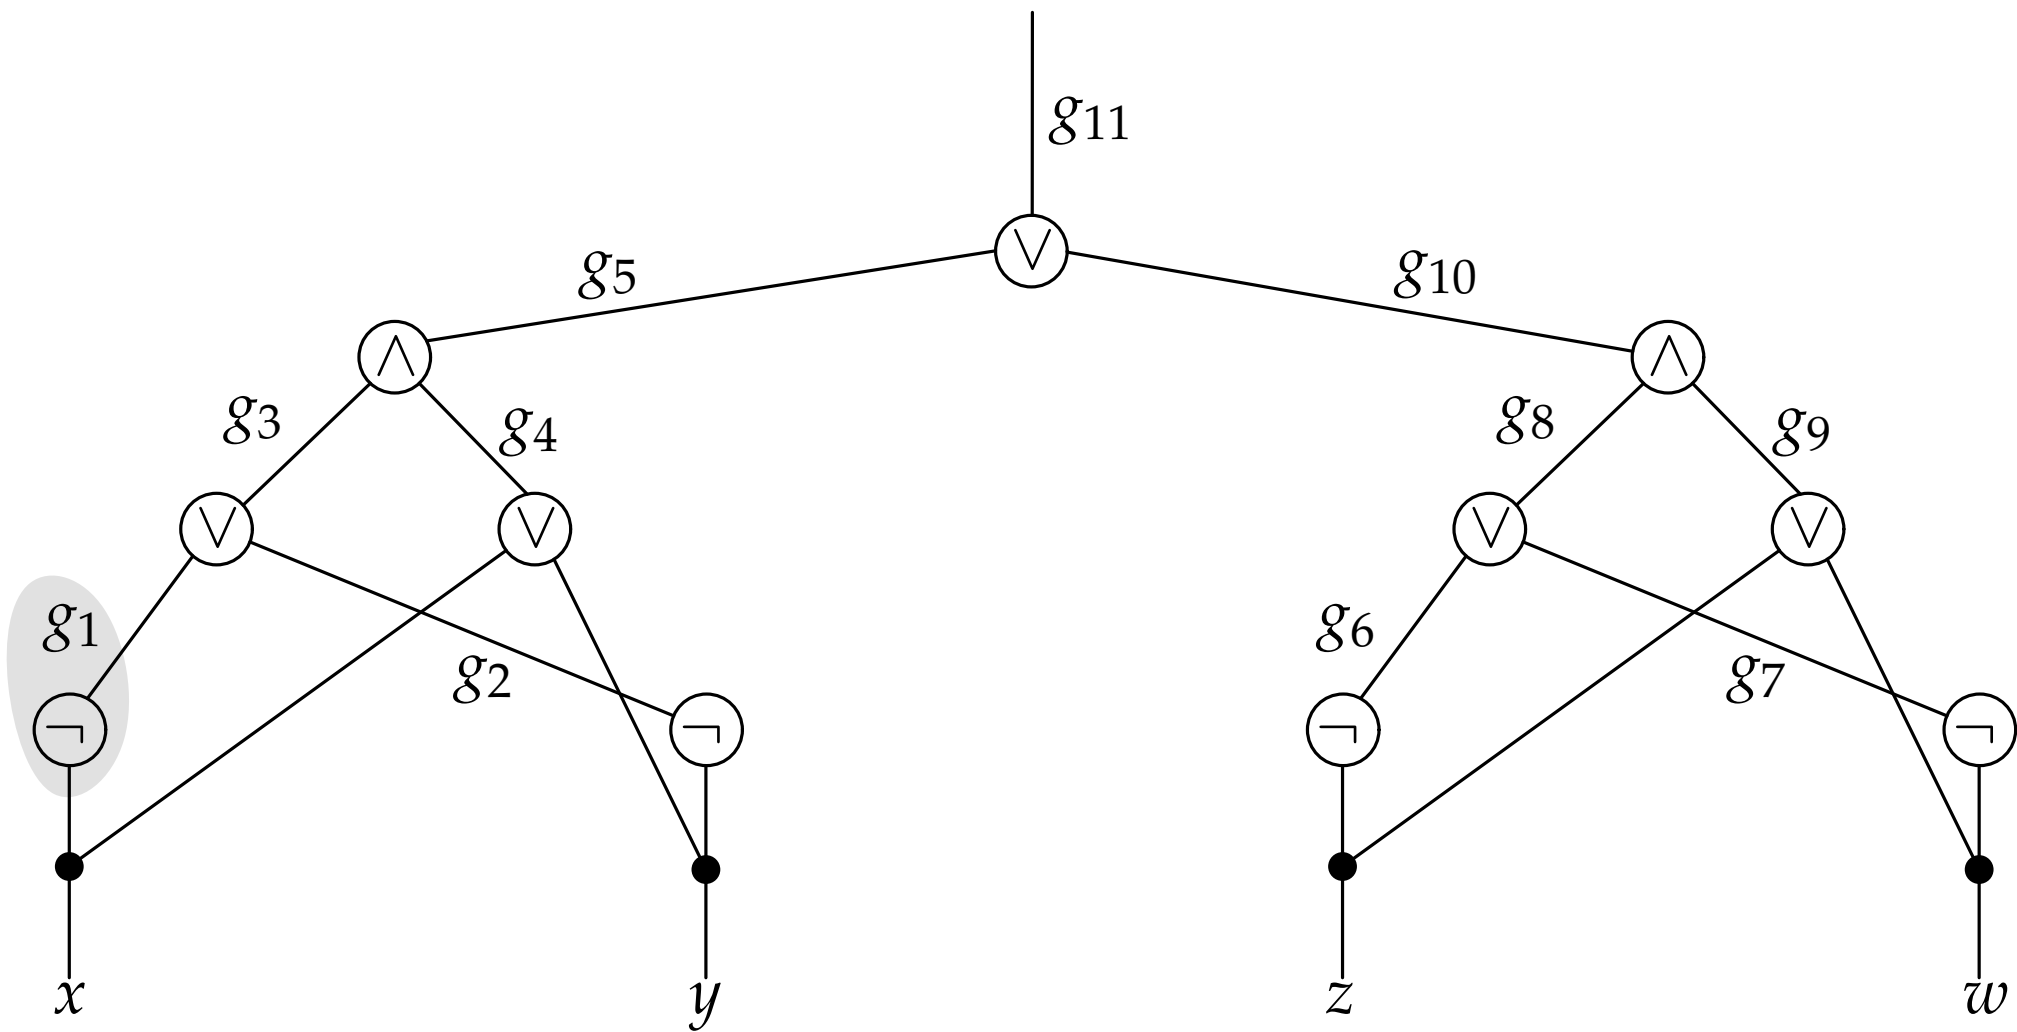 g11
∨
g5 g10
∧ ∧
g3 g4 g8 g9
∨ ∨ ∨ ∨
g1 g2 g6 g7
¬ ¬ ¬ ¬
x y z w